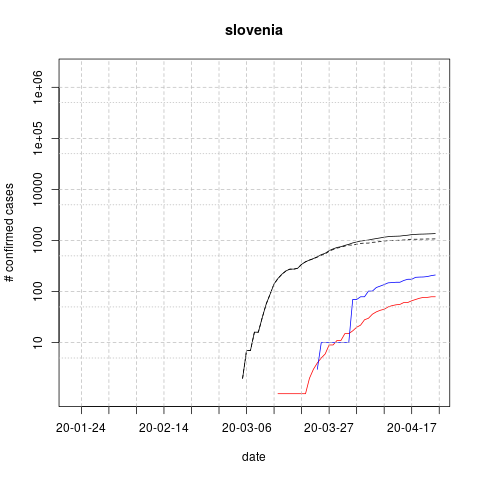 slovenia
# confirmed cases
1e+06
1e+05
10000
1000
100
10
20-01-24
20-02-14
20-03-06
20-03-27
20-04-17
date